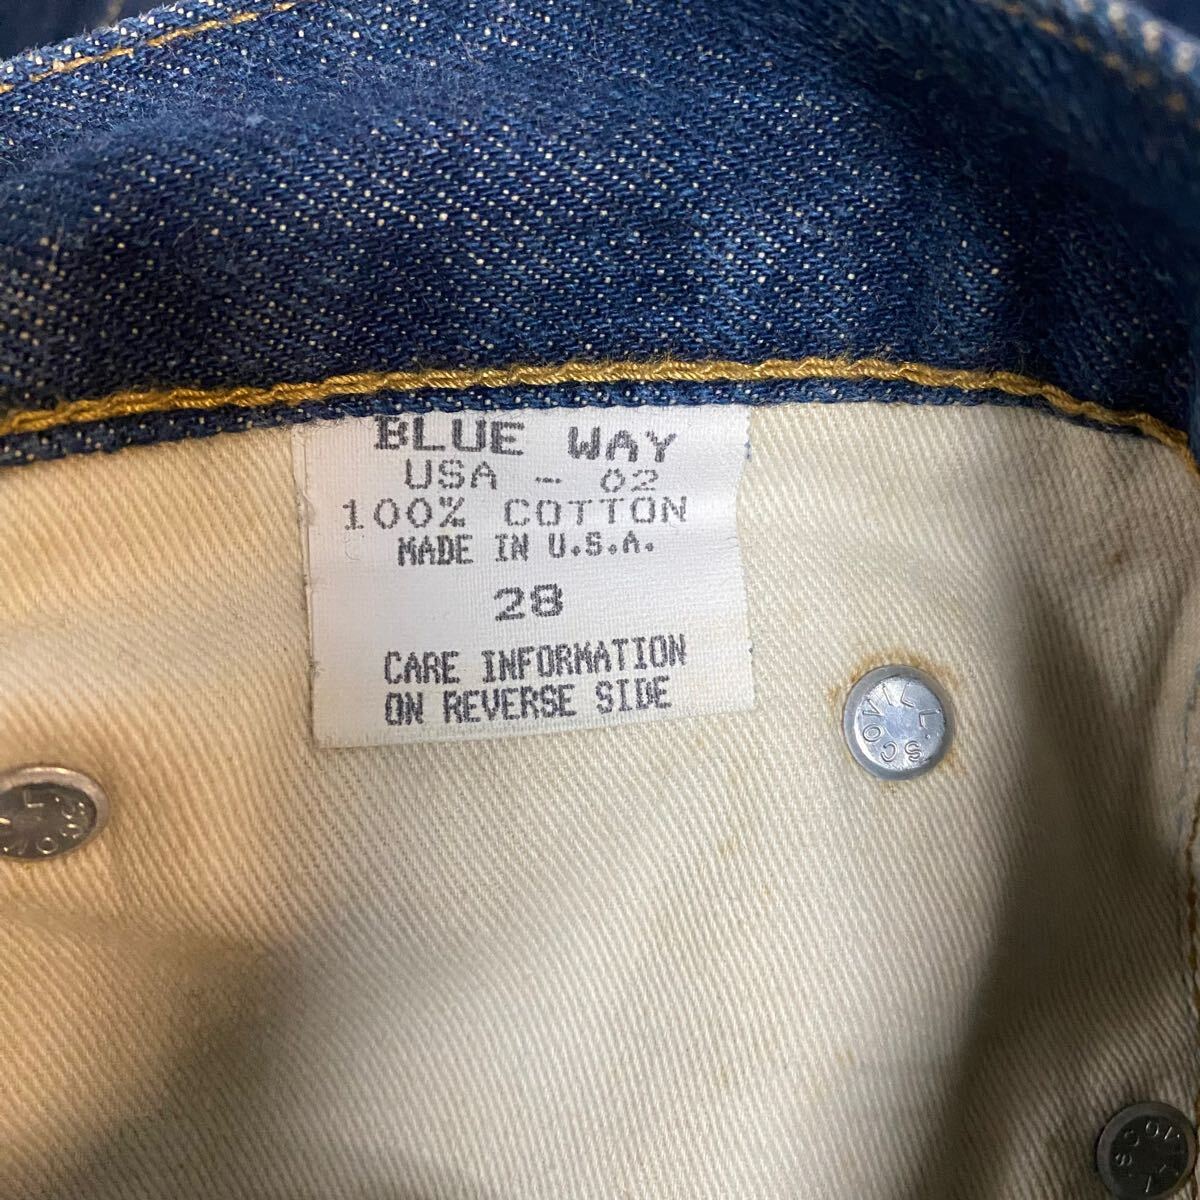 BLUE WAY
USA - 02
100% COTTON
MADE IN U.S.A.
28
CARE INFORMATION
ON REVERSE SIDE
SCOVILL.